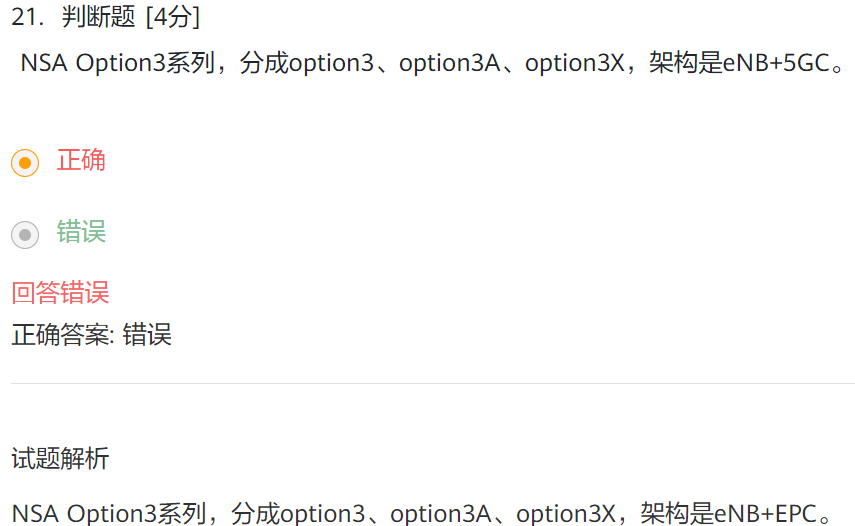 21. 判断题 [4分]
NSA Option3系列，分成option3、option3A、option3X，架构是eNB+5GC。
正确
错误
回答错误
正确答案: 错误
试题解析
NSA Option3系列，分成option3、option3A、option3X，架构是eNB+EPC。